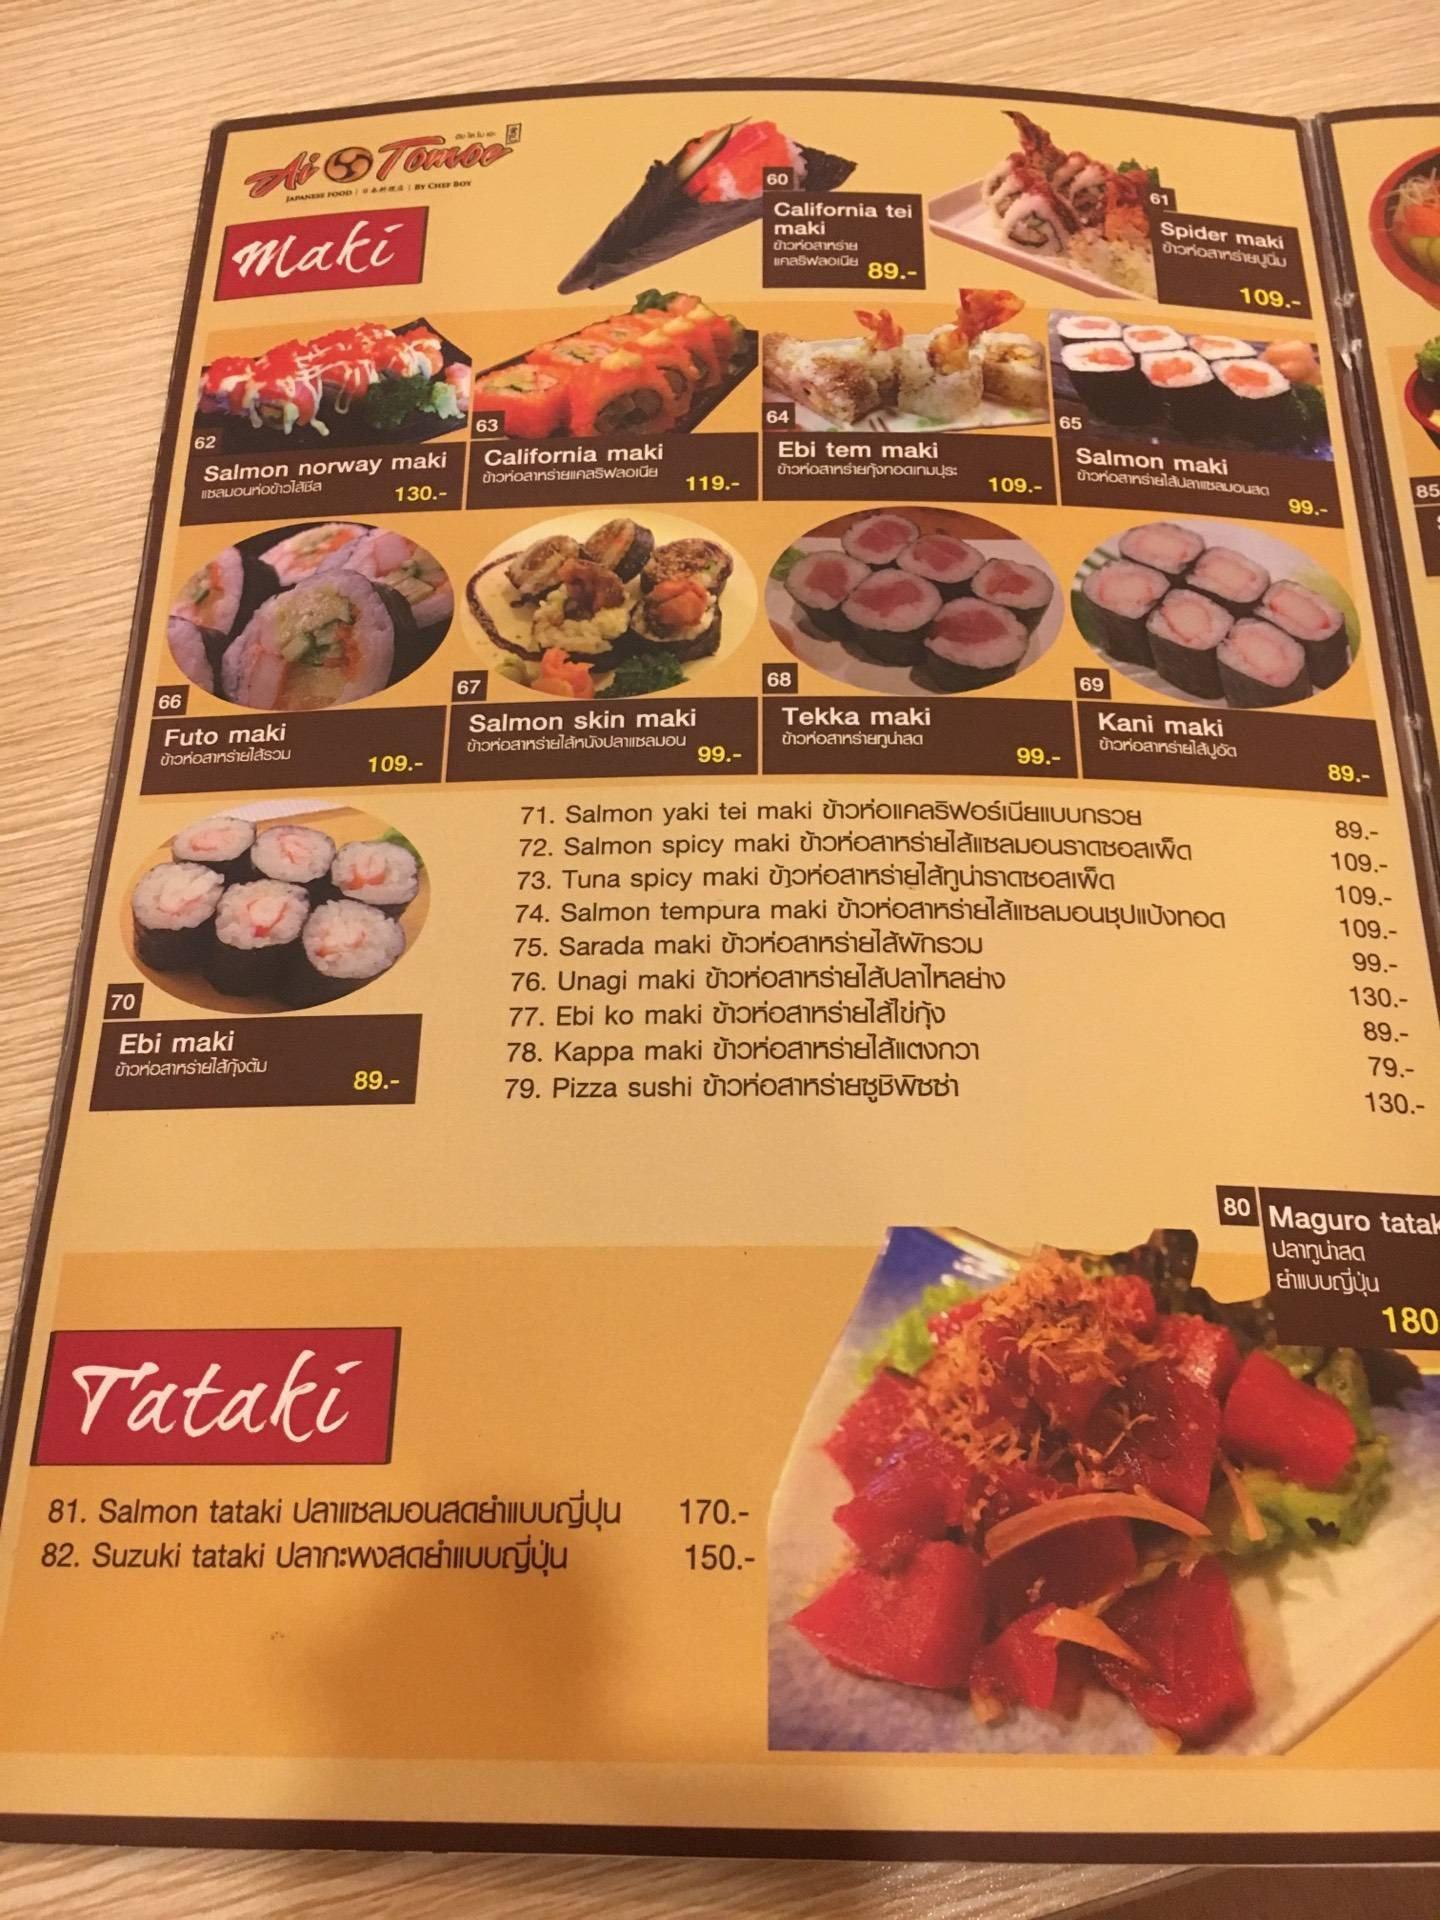 Ai Tomoe
JAPANESE FOOD | 日本料理店 | BY CHEF BOY
Maki
60
California tei
maki
ข้าวห่อสาหร่าย
แคลริฟลอเนีย
89.-
61
Spider maki
ข้าวห่อสาหร่ายปูนิ่ม
109.-
62
Salmon norway maki
แซลมอนห่อข้าวไส้ชีส
130.-
63
California maki
ข้าวห่อสาหร่ายแคลริฟลอเนีย
119.-
64
Ebi tem maki
ข้าวห่อสาหร่ายกุ้งทอดเทมปุระ
109.-
65
Salmon maki
ข้าวห่อสาหร่ายไส้ปลาแซลมอนสด
99.-
66
Futo maki
ข้าวห่อสาหร่ายไส้รวม
109.-
67
Salmon skin maki
ข้าวห่อสาหร่ายไส้หนังปลาแซลมอน
99.-
68
Tekka maki
ข้าวห่อสาหร่ายทูน่าสด
99.-
69
Kani maki
ข้าวห่อสาหร่ายไส้ปูอัด
89.-
70
Ebi maki
ข้าวห่อสาหร่ายไส้กุ้งต้ม
89.-
71. Salmon yaki tei maki ข้าวห่อแคลริฟอร์เนียแบบกรวย 89.-
72. Salmon spicy maki ข้าวห่อสาหร่ายไส้แซลมอนราดซอสเผ็ด 109.-
73. Tuna spicy maki ข้าวห่อสาหร่ายไส้ทูน่าราดซอสเผ็ด 109.-
74. Salmon tempura maki ข้าวห่อสาหร่ายไส้แซลมอนชุปแป้งทอด 109.-
75. Sarada maki ข้าวห่อสาหร่ายไส้ผักรวม 99.-
76. Unagi maki ข้าวห่อสาหร่ายไส้ปลาไหลย่าง 130.-
77. Ebi ko maki ข้าวห่อสาหร่ายไส้ไข่กุ้ง 89.-
78. Kappa maki ข้าวห่อสาหร่ายไส้แตงกวา 79.-
79. Pizza sushi ข้าวห่อสาหร่ายซูชิพิซซ่า 130.-
80
Maguro tatak
ปลาทูน่าสด
ยำแบบญี่ปุ่น
180
Tataki
81. Salmon tataki ปลาแซลมอนสดยำแบบญี่ปุ่น 170.-
82. Suzuki tataki ปลากะพงสดยำแบบญี่ปุ่น 150.-
85